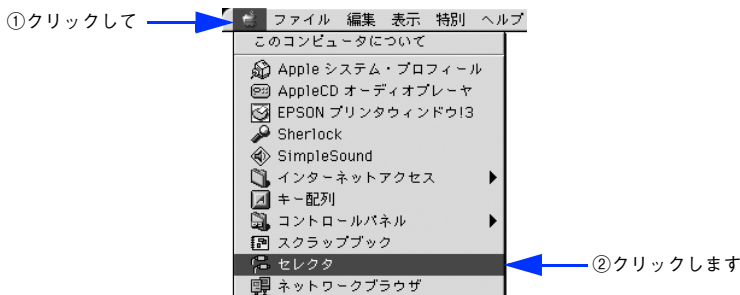 ①クリックして
ファイル 編集 表示 特別 ヘルプ
このコンピュータについて
Apple システム・プロフィール
AppleCD オーディオプレーヤ
EPSON プリンタウィンドウ!3
Sherlock
SimpleSound
インターネットアクセス
キー配列
コントロールパネル
スクラップブック
セレクタ
②クリックします
ネットワークブラウザ